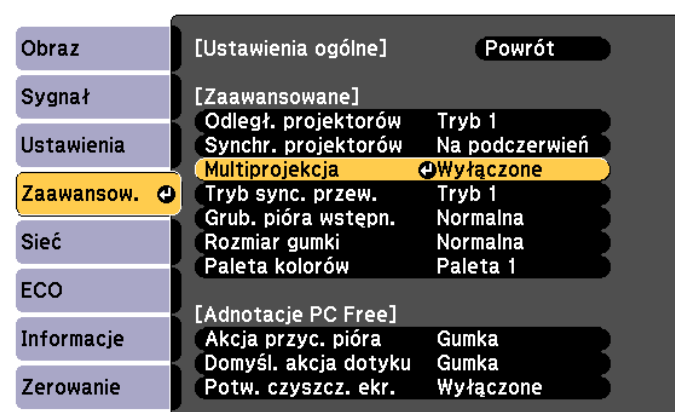 Obraz
Sygnał
Ustawienia
Zaawansow.
Sieć
ECO
Informacje
Zerowanie
[Ustawienia ogólne] Powrót
[Zaawansowane]
Odległ. projektorów Tryb 1
Synchr. projektorów Na podczerwień
Multiprojekcja Wyłączone
Tryb sync. przew. Tryb 1
Grub. pióra wstępn. Normalna
Rozmiar gumki Normalna
Paleta kolorów Paleta 1
[Adnotacje PC Free]
Akcja przyc. pióra Gumka
Domyśl. akcja dotyku Gumka
Potw. czyszcz. ekr. Wyłączone